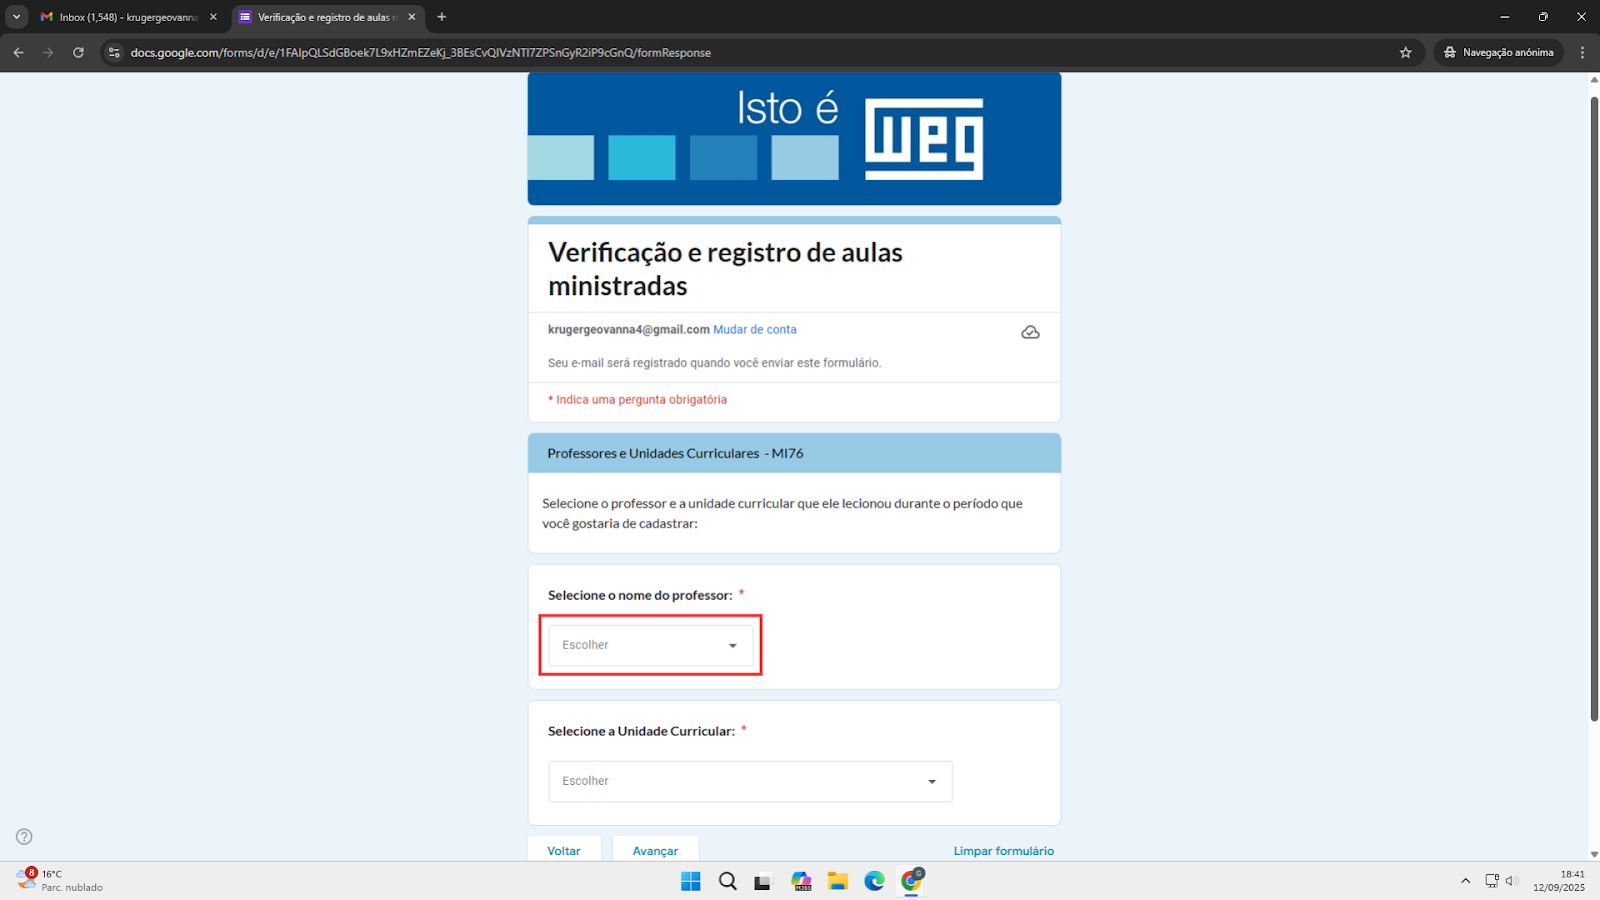 Inbox (1,548) - krugergeovanna
Verificação e registro de aulas n
docs.google.com/forms/d/e/1FAIpQLSdGBoek7L9xHZmEZeKj_3BEsCvQIVzNTI7ZPSnGyR2iP9cGnQ/formResponse
Navegação anónima
Isto é
weg
Verificação e registro de aulas
ministradas
krugergeovanna4@gmail.com Mudar de conta
Seu e-mail será registrado quando você enviar este formulário.
* Indica uma pergunta obrigatória
Professores e Unidades Curriculares - MI76
Selecione o professor e a unidade curricular que ele lecionou durante o período que
você gostaria de cadastrar:
Selecione o nome do professor: *
Escolher
Selecione a Unidade Curricular: *
Escolher
Voltar
Avançar
Limpar formulário
8
16°C
Parc. nublado
M365
G
18:41
12/09/2025